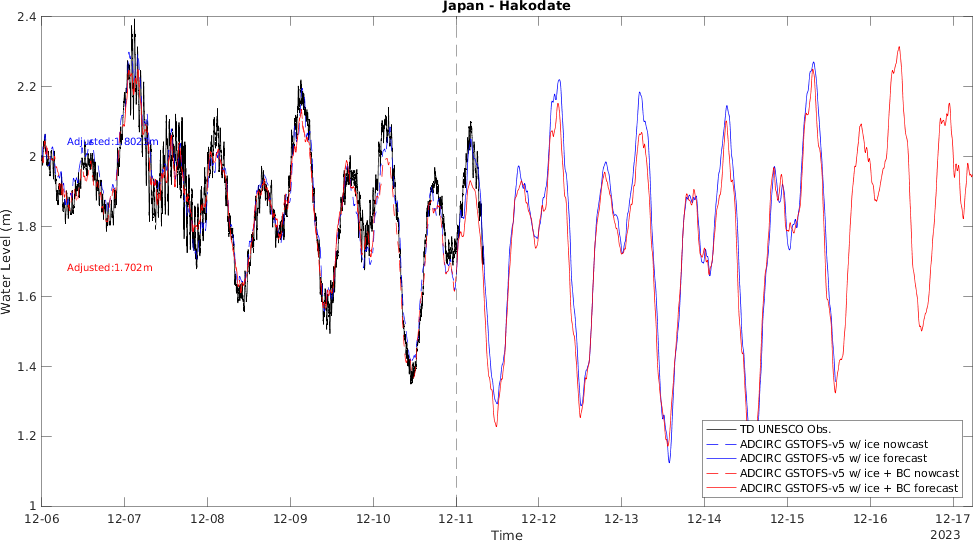 Japan - Hakodate
2.4
2.2
2
1.8
1.6
1.4
1.2
1
Water Level (m)
Adjusted:1.802m
Adjusted:1.702m
TD UNESCO Obs.
ADCIRC GSTOFS-v5 w/ ice nowcast
ADCIRC GSTOFS-v5 w/ ice forecast
ADCIRC GSTOFS-v5 w/ ice + BC nowcast
ADCIRC GSTOFS-v5 w/ ice + BC forecast
12-06 12-07 12-08 12-09 12-10 12-11 12-12 12-13 12-14 12-15 12-16 12-17
Time
2023